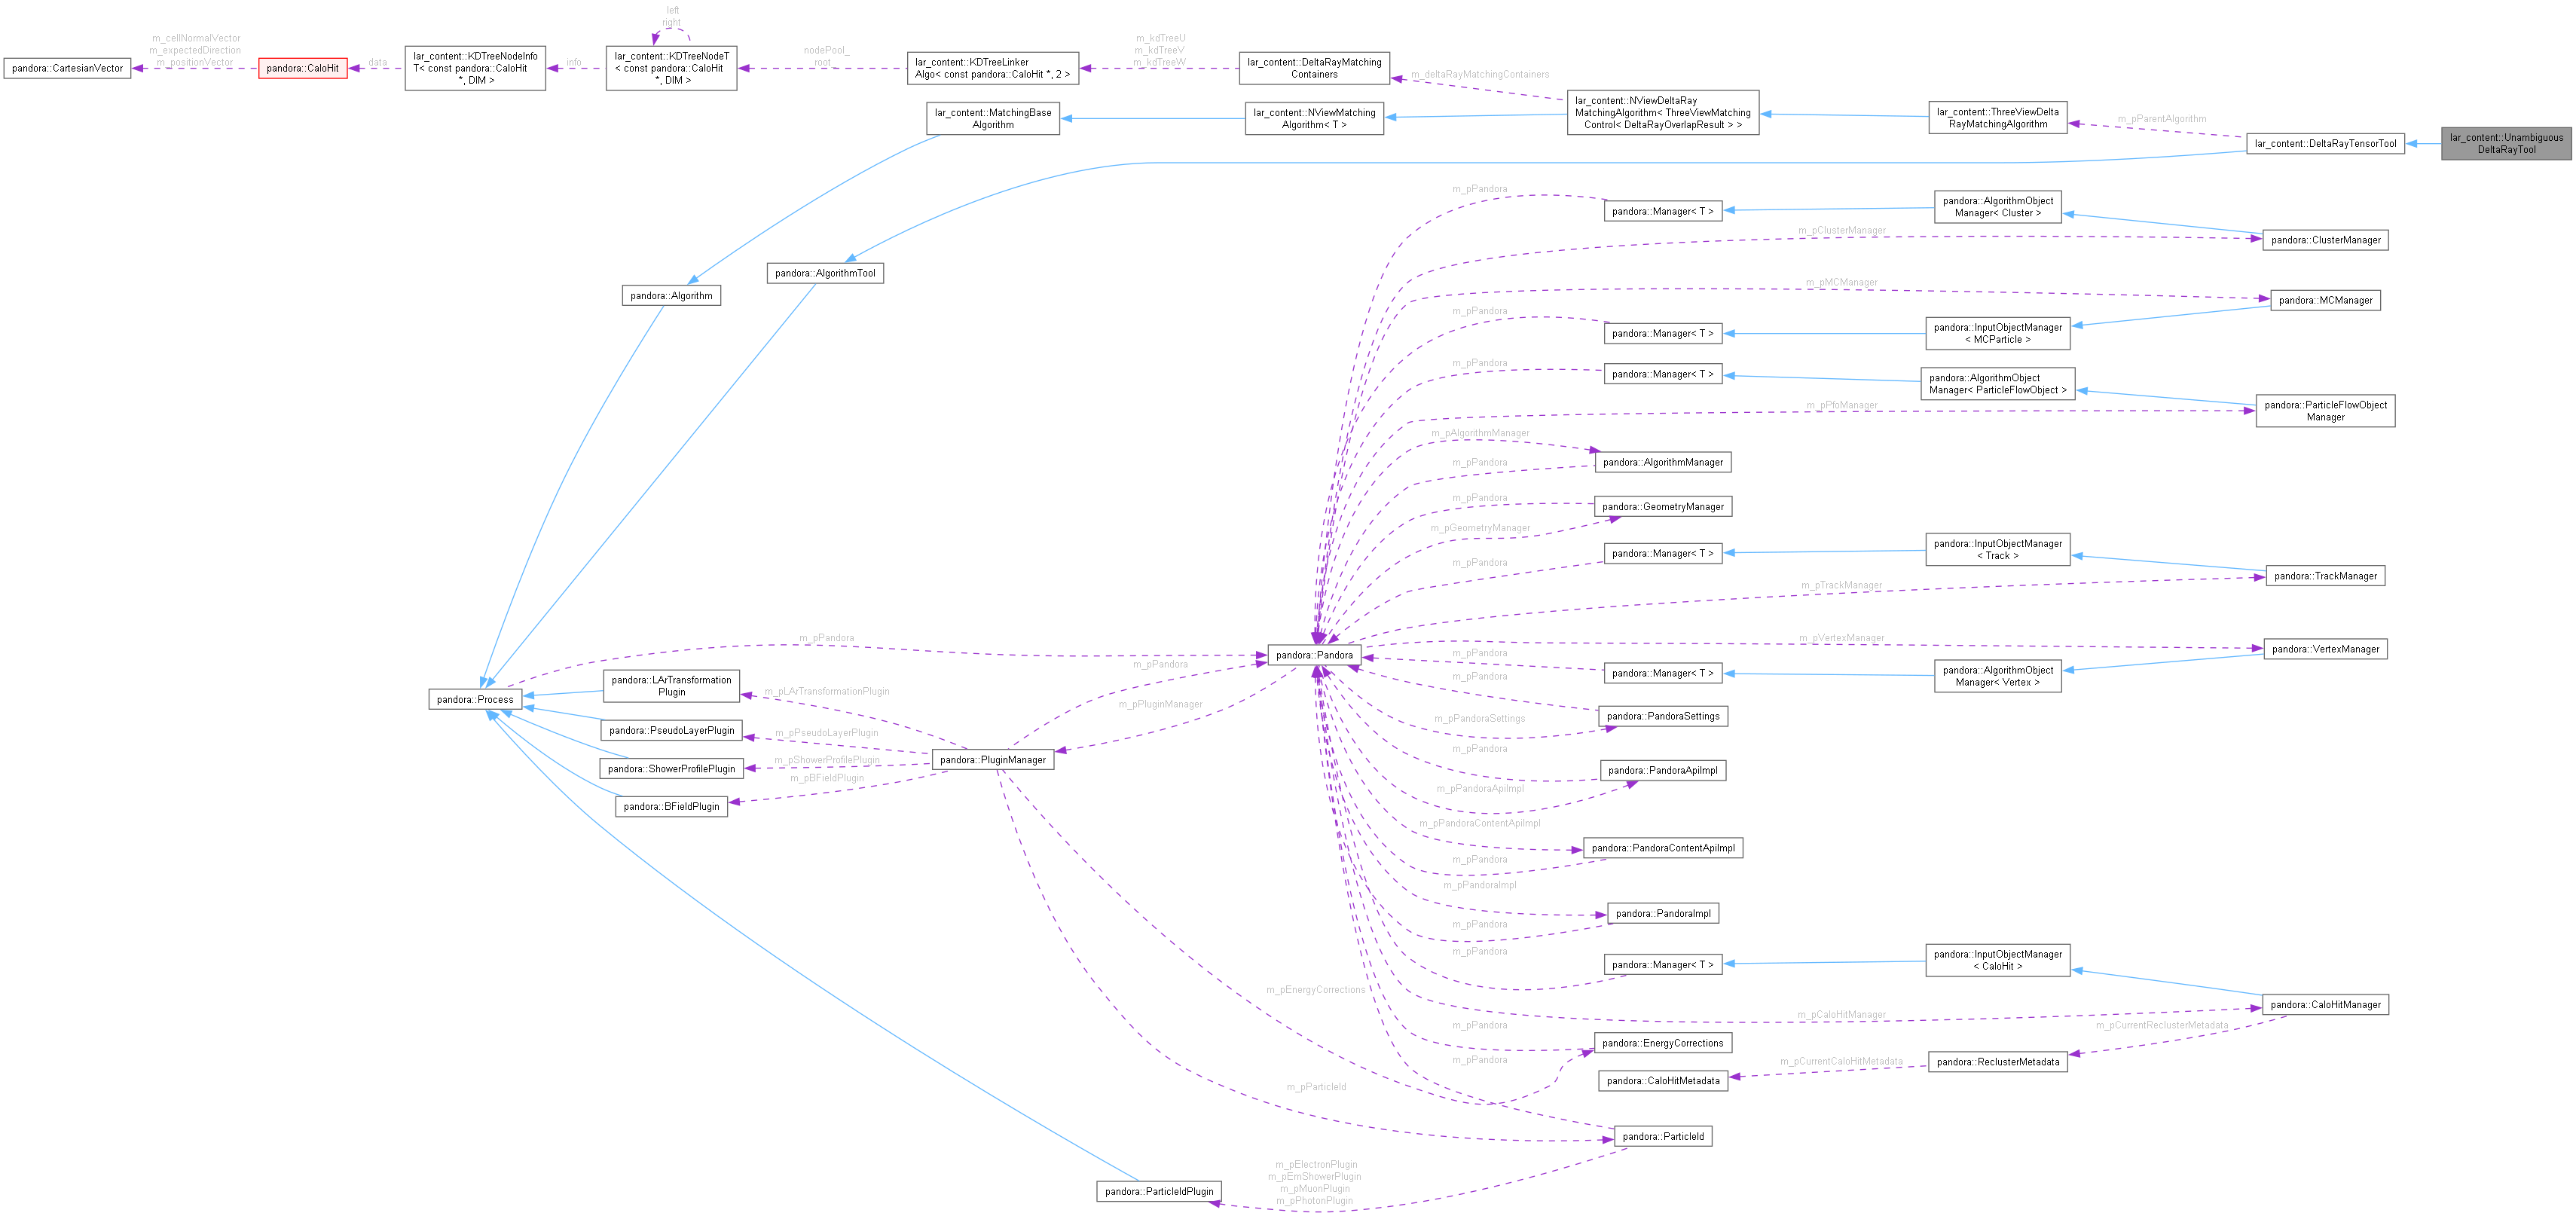 left
right
m_cellNormalVector
m_expectedDirection
m_positionVector
pandora::CartesianVector
pandora::CaloHit
data
lar_content::KDTreeNodeInfo
T< const pandora::CaloHit
*, DIM >
info
lar_content::KDTreeNodeT
< const pandora::CaloHit
*, DIM >
nodePool_
root_
lar_content::KDTreeLinker
Algo< const pandora::CaloHit *, 2 >
m_kdTreeU
m_kdTreeV
m_kdTreeW
lar_content::DeltaRayMatching
Containers
m_deltaRayMatchingContainers
lar_content::MatchingBase
Algorithm
lar_content::NViewMatching
Algorithm< T >
lar_content::NViewDeltaRay
MatchingAlgorithm< ThreeViewMatching
Control< DeltaRayOverlapResult > >
lar_content::ThreeViewDelta
RayMatchingAlgorithm
m_pParentAlgorithm
lar_content::DeltaRayTensorTool
lar_content::Unambiguous
DeltaRayTool
m_pPandora
pandora::Manager< T >
pandora::AlgorithmObject
Manager< Cluster >
m_pClusterManager
pandora::ClusterManager
pandora::AlgorithmTool
pandora::Algorithm
m_pMCManager
pandora::MCManager
m_pPandora
pandora::Manager< T >
pandora::InputObjectManager
< MCParticle >
m_pPandora
pandora::Manager< T >
pandora::AlgorithmObject
Manager< ParticleFlowObject >
m_pPfoManager
pandora::ParticleFlowObject
Manager
m_pAlgorithmManager
m_pPandora
pandora::AlgorithmManager
m_pPandora
pandora::GeometryManager
m_pGeometryManager
m_pPandora
pandora::Manager< T >
pandora::InputObjectManager
< Track >
m_pTrackManager
pandora::TrackManager
m_pPandora
pandora::Pandora
m_pVertexManager
pandora::VertexManager
m_pPandora
m_pPandora
pandora::Manager< T >
pandora::AlgorithmObject
Manager< Vertex >
m_pPandora
pandora::Process
pandora::LArTransformation
Plugin
m_pLArTransformationPlugin
m_pPluginManager
m_pPandoraSettings
pandora::PandoraSettings
pandora::PseudoLayerPlugin
m_pPseudoLayerPlugin
m_pPandora
pandora::ShowerProfilePlugin
m_pShowerProfilePlugin
pandora::PluginManager
pandora::PandoraApiImpl
m_pBFieldPlugin
m_pPandoraApiImpl
pandora::BFieldPlugin
m_pPandoraContentApiImpl
pandora::PandoraContentApiImpl
m_pPandora
m_pPandoraImpl
pandora::PandoraImpl
m_pPandora
m_pPandora
pandora::Manager< T >
pandora::InputObjectManager
< CaloHit >
m_pEnergyCorrections
m_pCaloHitManager
pandora::CaloHitManager
m_pPandora
m_pCurrentReclusterMetadata
pandora::EnergyCorrections
m_pPandora
m_pCurrentCaloHitMetadata
pandora::ReclusterMetadata
pandora::CaloHitMetadata
m_pParticleId
pandora::ParticleId
m_pElectronPlugin
m_pEmShowerPlugin
m_pMuonPlugin
m_pPhotonPlugin
pandora::ParticleIdPlugin